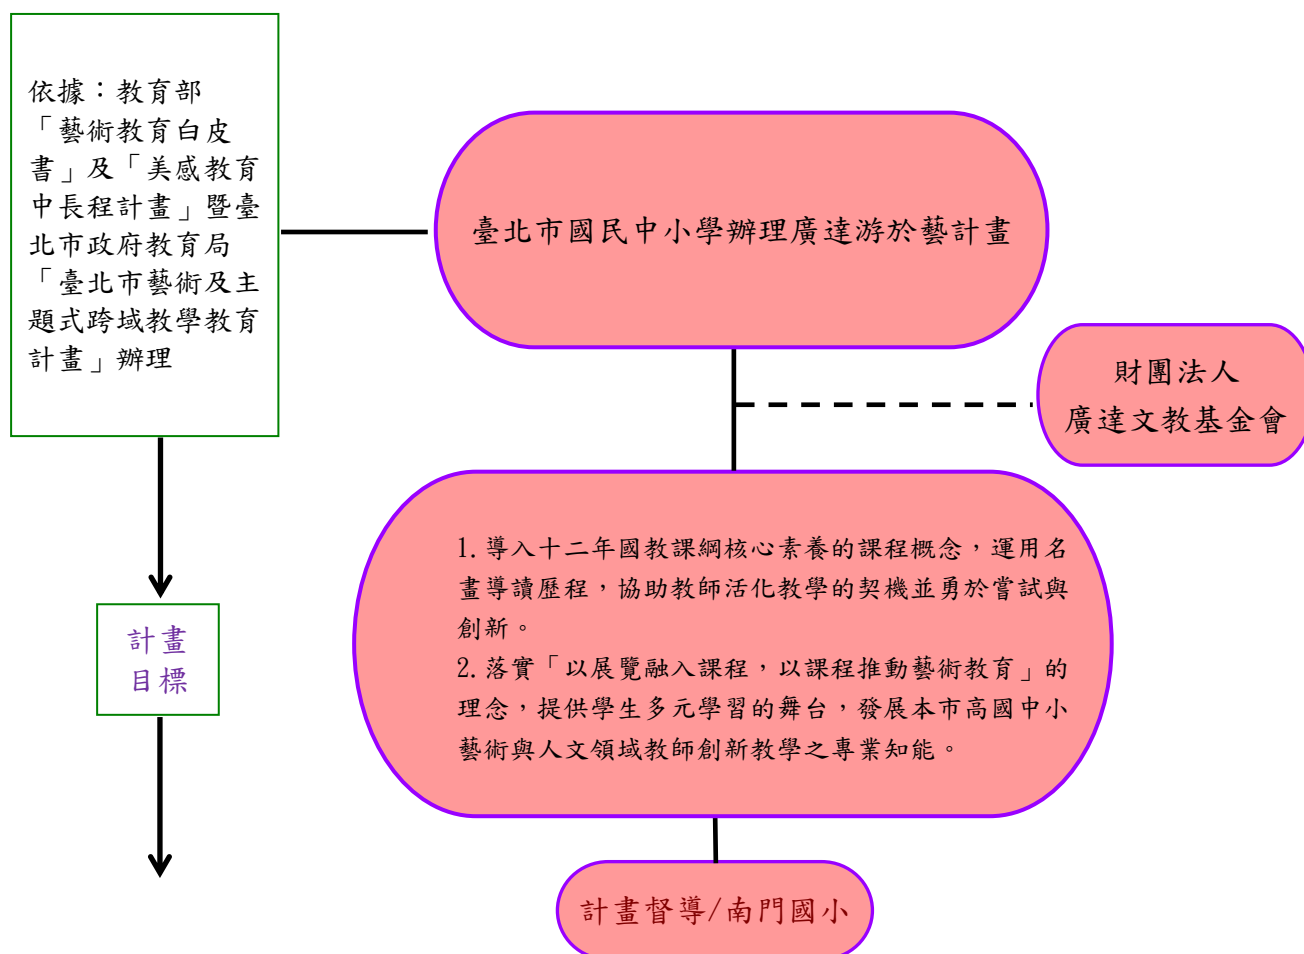 依據：教育部
「藝術教育白皮
書」及「美感教育
中長程計畫」暨臺
北市政府教育局
「臺北市藝術及主
題式跨域教學教育
計畫」辦理
臺北市國民中小學辦理廣達游於藝計畫
財團法人
廣達文教基金會
1.導入十二年國教課綱核心素養的課程概念，運用名
畫導讀歷程，協助教師活化教學的契機並勇於嘗試與
創新。
2.落實「以展覽融入課程，以課程推動藝術教育」的
理念，提供學生多元學習的舞台，發展本市高國中小
藝術與人文領域教師創新教學之專業知能。
計畫
目標
計畫督導/南門國小